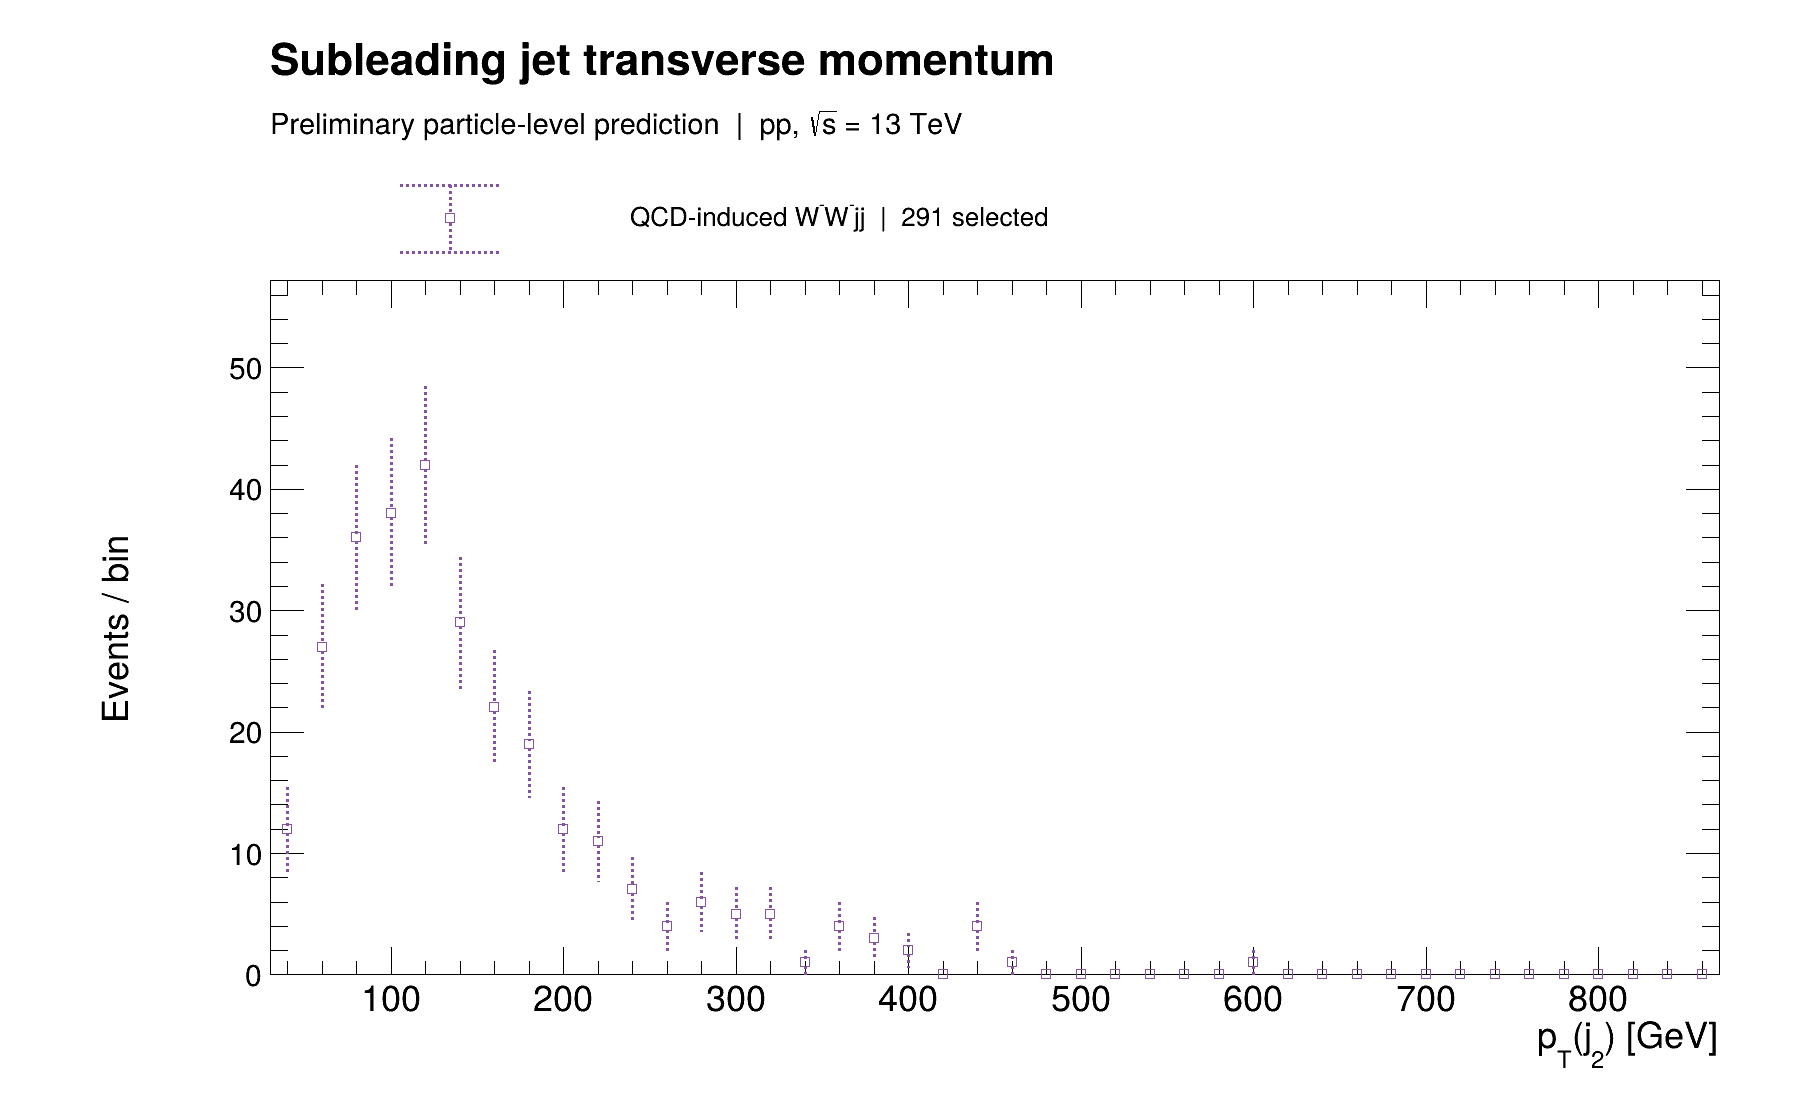 Subleading jet transverse momentum
Preliminary particle-level prediction | pp, √s = 13 TeV
QCD-induced W⁻W⁻jj | 291 selected
Events / bin
50
40
30
20
10
0
100 200 300 400 500 600 700 800
p_T(j_2) [GeV]